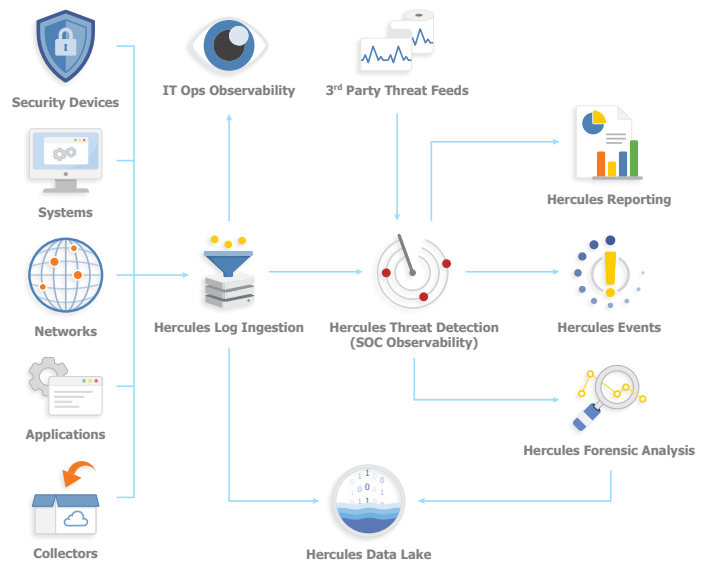 Security Devices
IT Ops Observability
3rd Party Threat Feeds
Hercules Reporting
Systems
Networks
Hercules Log Ingestion
Hercules Threat Detection
(SOC Observability)
Hercules Events
Applications
Hercules Forensic Analysis
Collectors
Hercules Data Lake